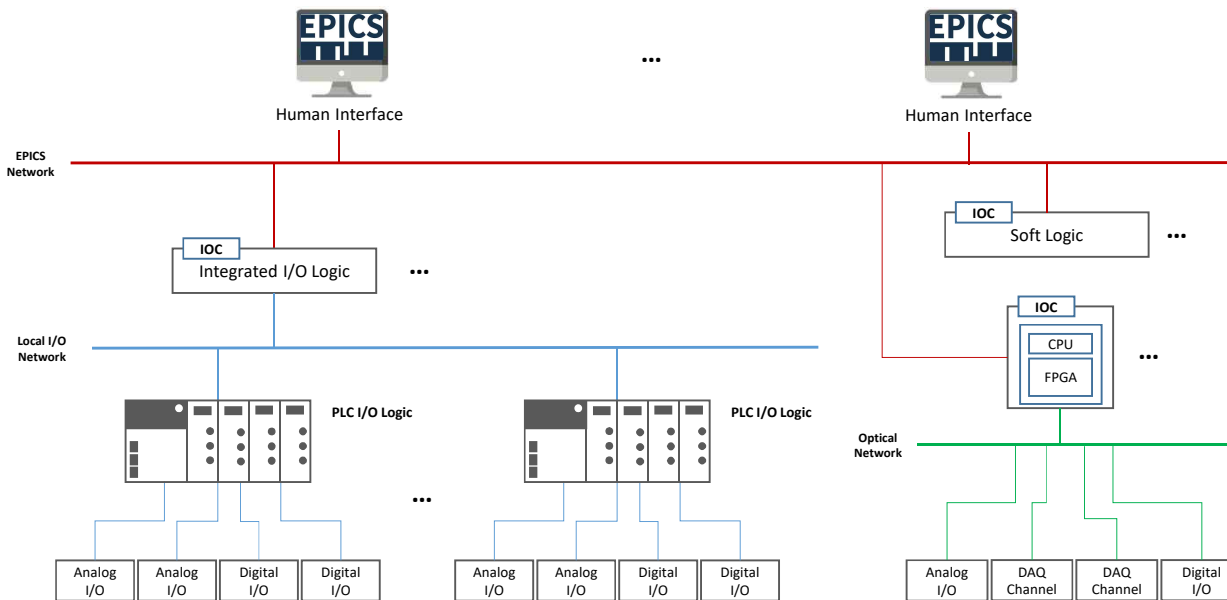 EPICS
EPICS
...
Human Interface
Human Interface
EPICS
Network
IOC
Soft Logic
...
IOC
Integrated I/O Logic
...
IOC
CPU
FPGA
...
Local I/O
Network
PLC I/O Logic
PLC I/O Logic
Optical
Network
...
Analog
I/O
Analog
I/O
Digital
I/O
Digital
I/O
Analog
I/O
Analog
I/O
Digital
I/O
Digital
I/O
Analog
I/O
DAQ
Channel
DAQ
Channel
Digital
I/O